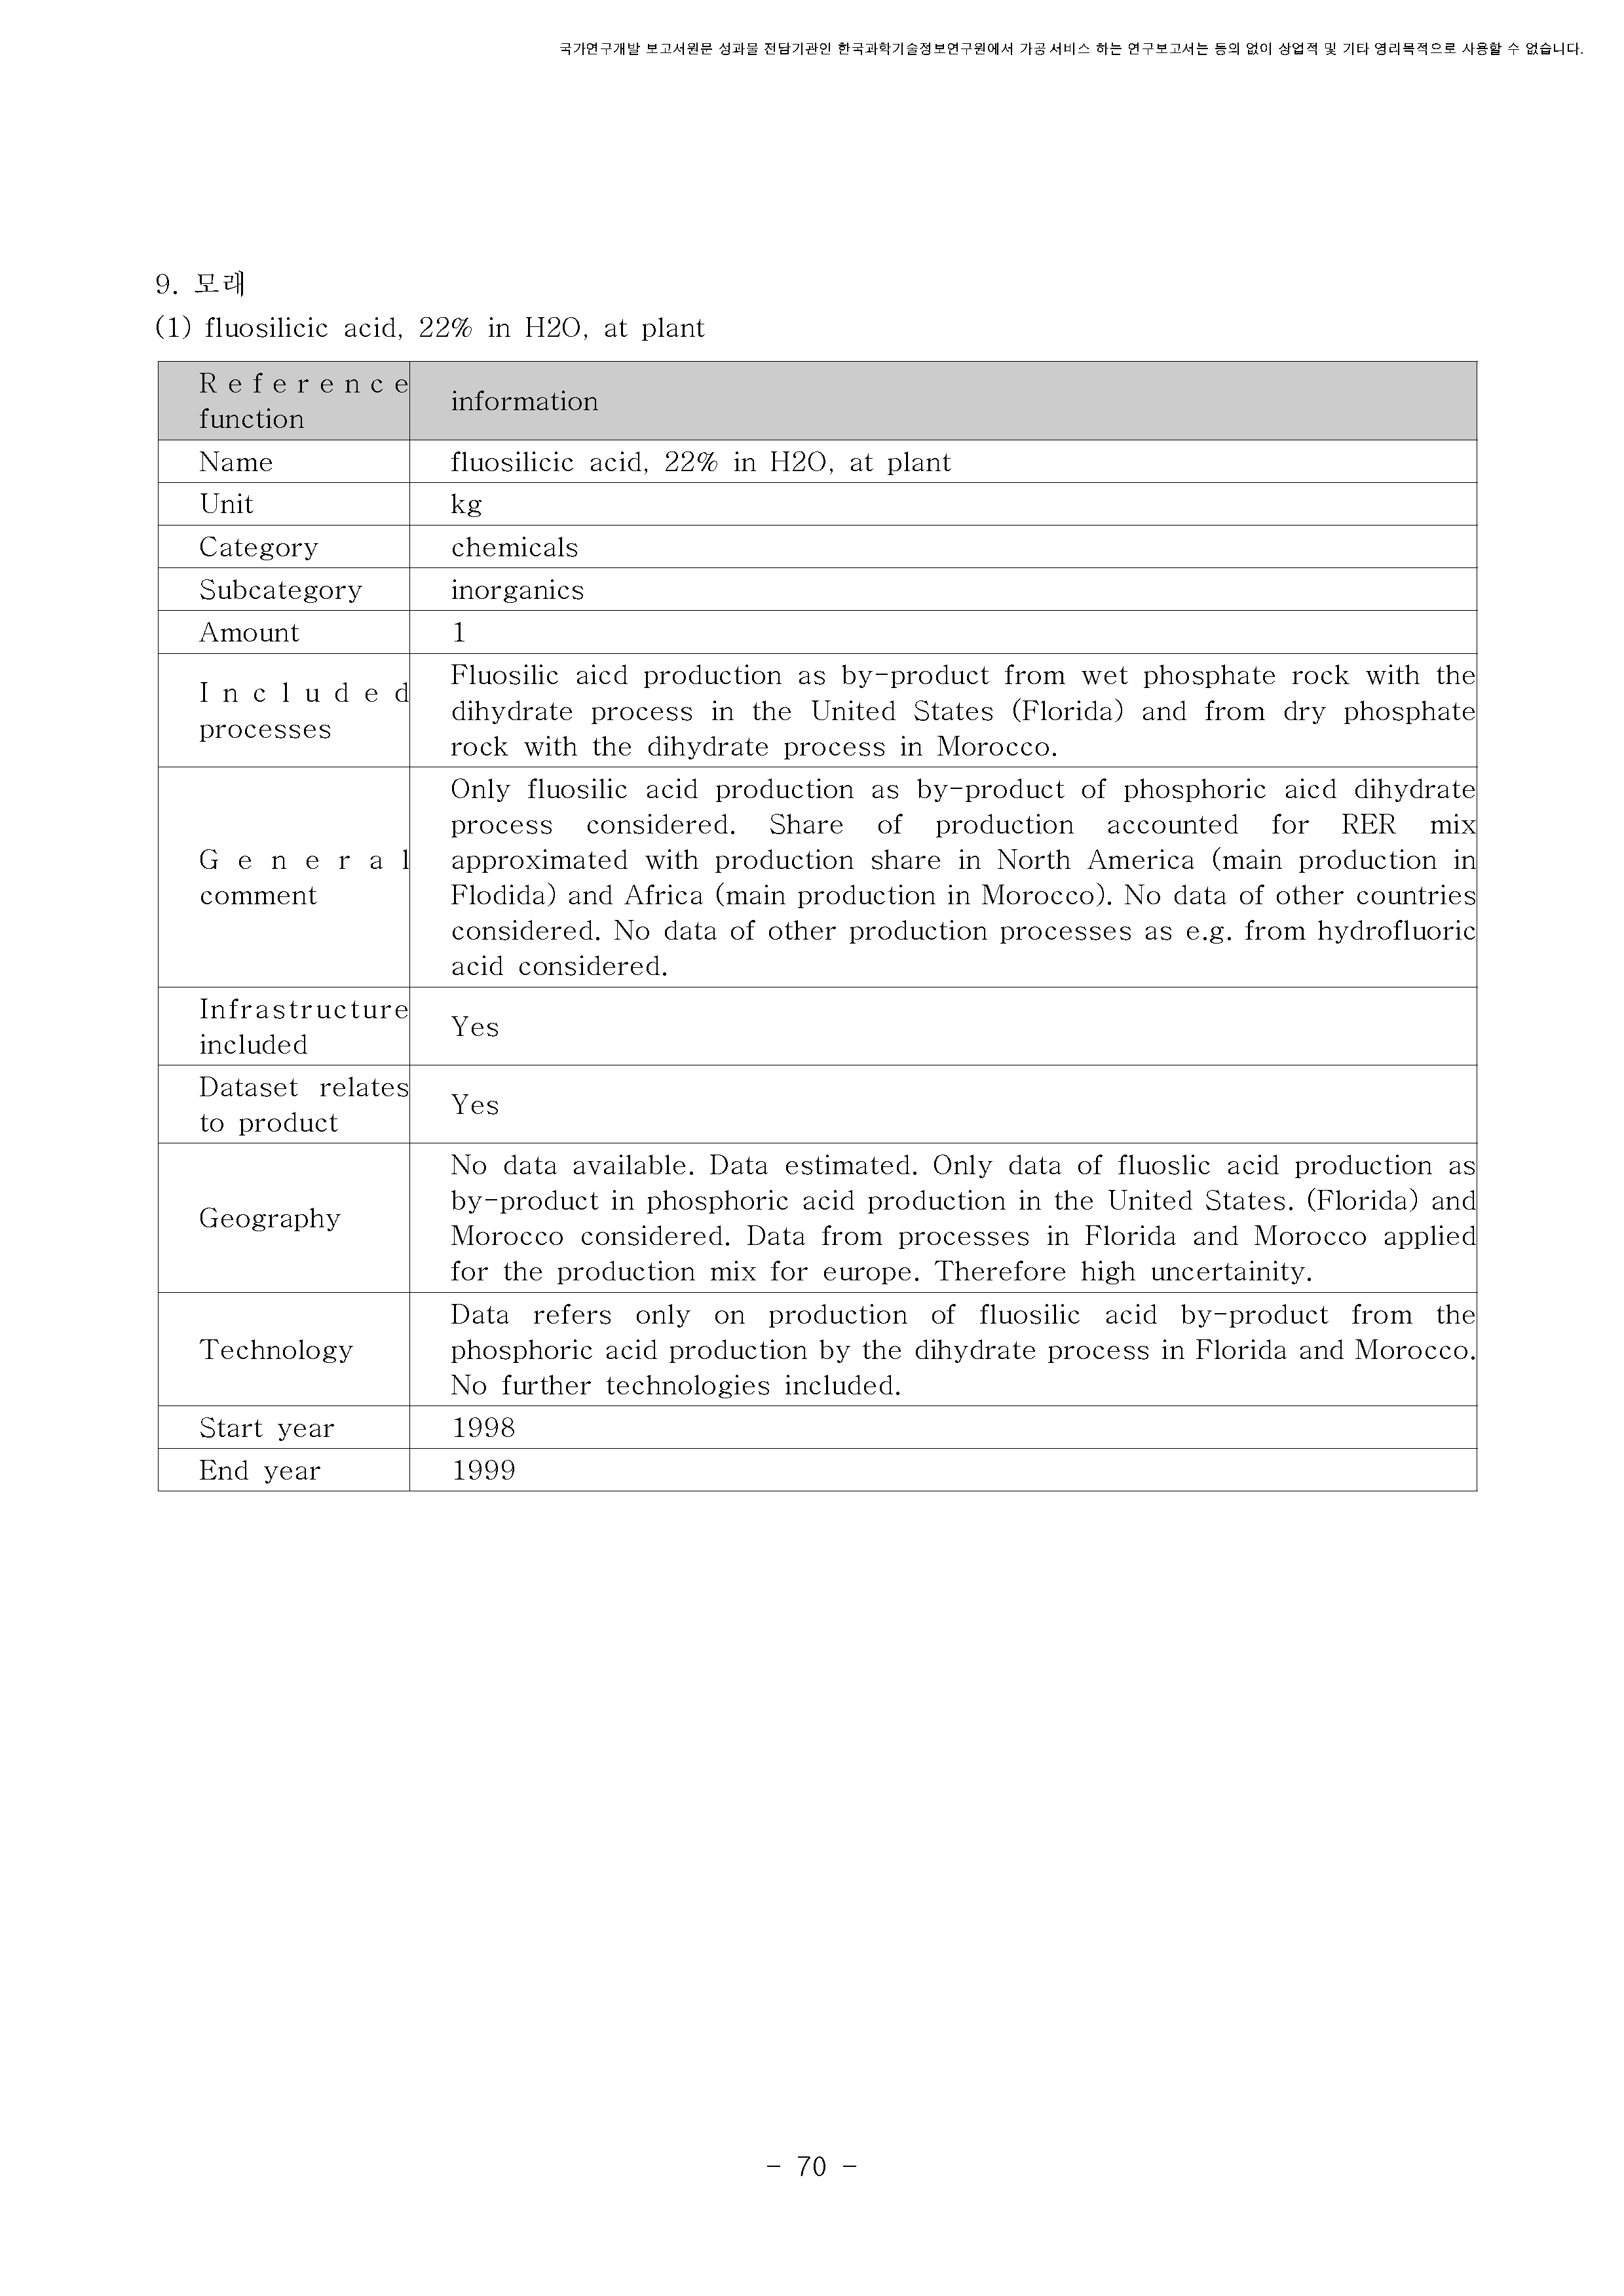 국가연구개발 보고서원문 성과물 전담기관인 한국과학기술정보연구원에서 가공·서비스 하는 연구보고서는 동의 없이 상업적 및 기타 영리목적으로 사용할 수 없습니다.
9. 모래
(1) fluosilicic acid, 22% in H2O, at plant
Reference
function
information
Name
fluosilicic acid, 22% in H2O, at plant
Unit
kg
Category
chemicals
Subcategory
inorganics
Amount
1
Included
processes
Fluosilic aicd production as by-product from wet phosphate rock with the
dihydrate process in the United States (Florida) and from dry phosphate
rock with the dihydrate process in Morocco.
General
comment
Only fluosilic acid production as by-product of phosphoric aicd dihydrate
process considered. Share of production accounted for RER mix
approximated with production share in North America (main production in
Flodida) and Africa (main production in Morocco). No data of other countries
considered. No data of other production processes as e.g. from hydrofluoric
acid considered.
Infrastructure
included
Yes
Dataset relates
to product
Yes
Geography
No data available. Data estimated. Only data of fluoslic acid production as
by-product in phosphoric acid production in the United States. (Florida) and
Morocco considered. Data from processes in Florida and Morocco applied
for the production mix for europe. Therefore high uncertainity.
Technology
Data refers only on production of fluosilic acid by-product from the
phosphoric acid production by the dihydrate process in Florida and Morocco.
No further technologies included.
Start year
1998
End year
1999
- 70 -